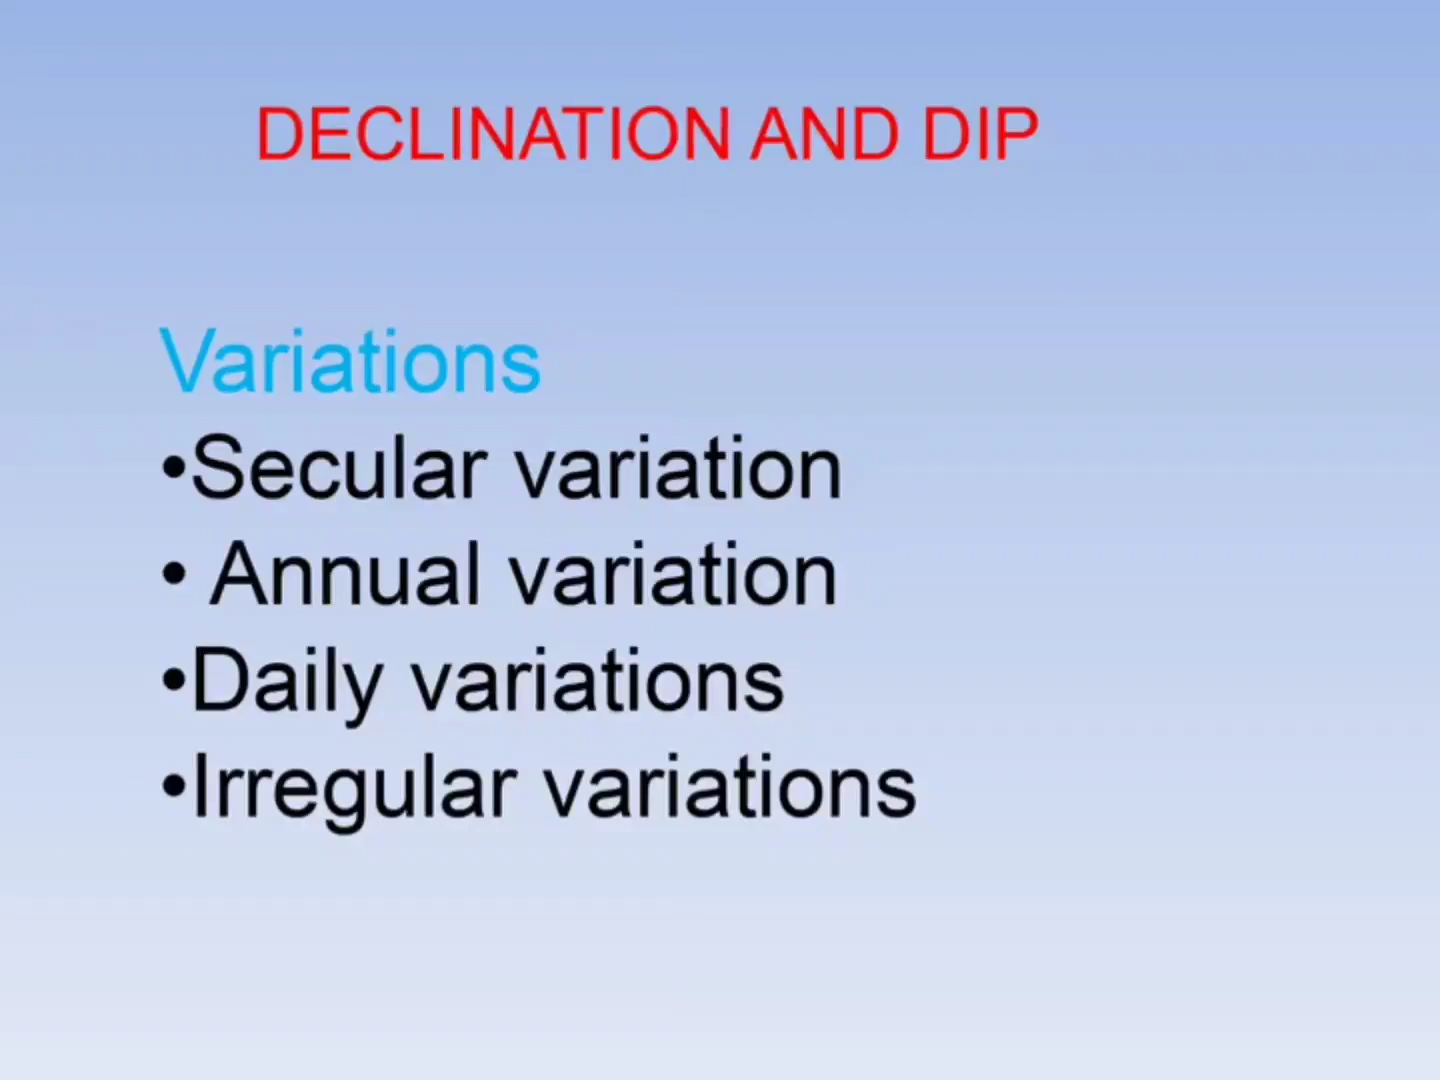 DECLINATION AND DIP
Variations
•Secular variation
• Annual variation
•Daily variations
•Irregular variations